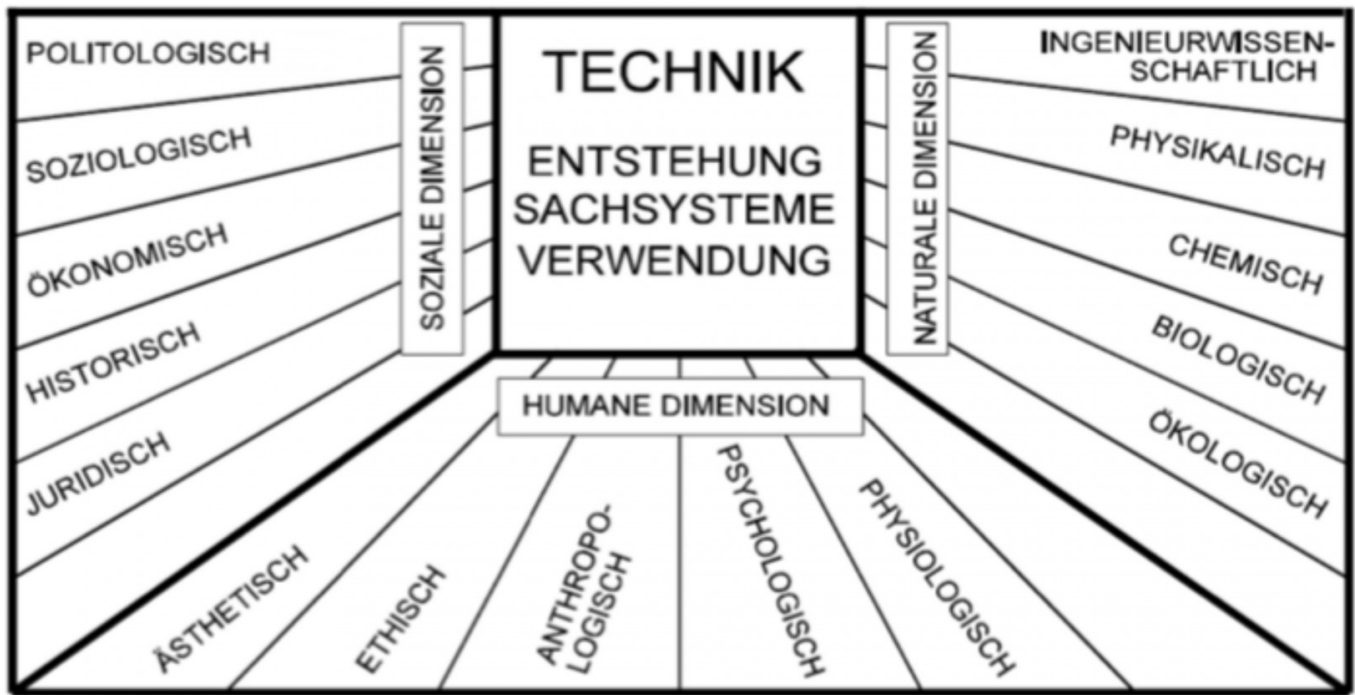 POLITOLOGISCH
SOZIOLOGISCH
ÖKONOMISCH
HISTORISCH
JURIDISCH
SOZIALE DIMENSION
TECHNIK
ENTSTEHUNG
SACHSYSTEME
VERWENDUNG
NATURALE DIMENSION
INGENIEURWISSEN-
SCHAFTLICH
PHYSIKALISCH
CHEMISCH
BIOLOGISCH
ÖKOLOGISCH
HUMANE DIMENSION
ÄSTHETISCH
ETHISCH
ANTHROPO-
LOGISCH
PSYCHOLOGISCH
PHYSIOLOGISCH